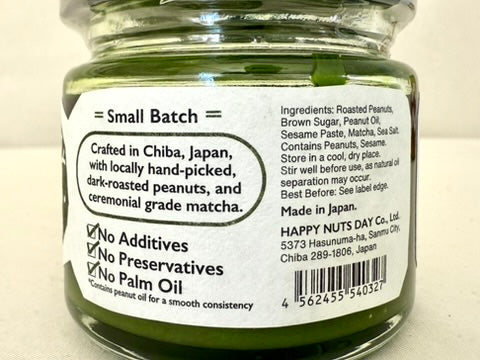 = Small Batch =
Crafted in Chiba, Japan,
with locally hand-picked,
dark-roasted peanuts, and
ceremonial grade matcha.
No Additives
No Preservatives
No Palm Oil
*Contains peanut oil for a smooth consistency
Ingredients: Roasted Peanuts,
Brown Sugar, Peanut Oil,
Sesame Paste, Matcha, Sea Salt.
Contains Peanuts, Sesame.
Store in a cool, dry place.
Stir well before use, as natural oil
separation may occur.
Best Before: See label edge.
Made in Japan.
HAPPY NUTS DAY Co., Ltd.
5373 Hasunuma-ha, Sanmu City,
Chiba 289-1806, Japan
4 562455 540327